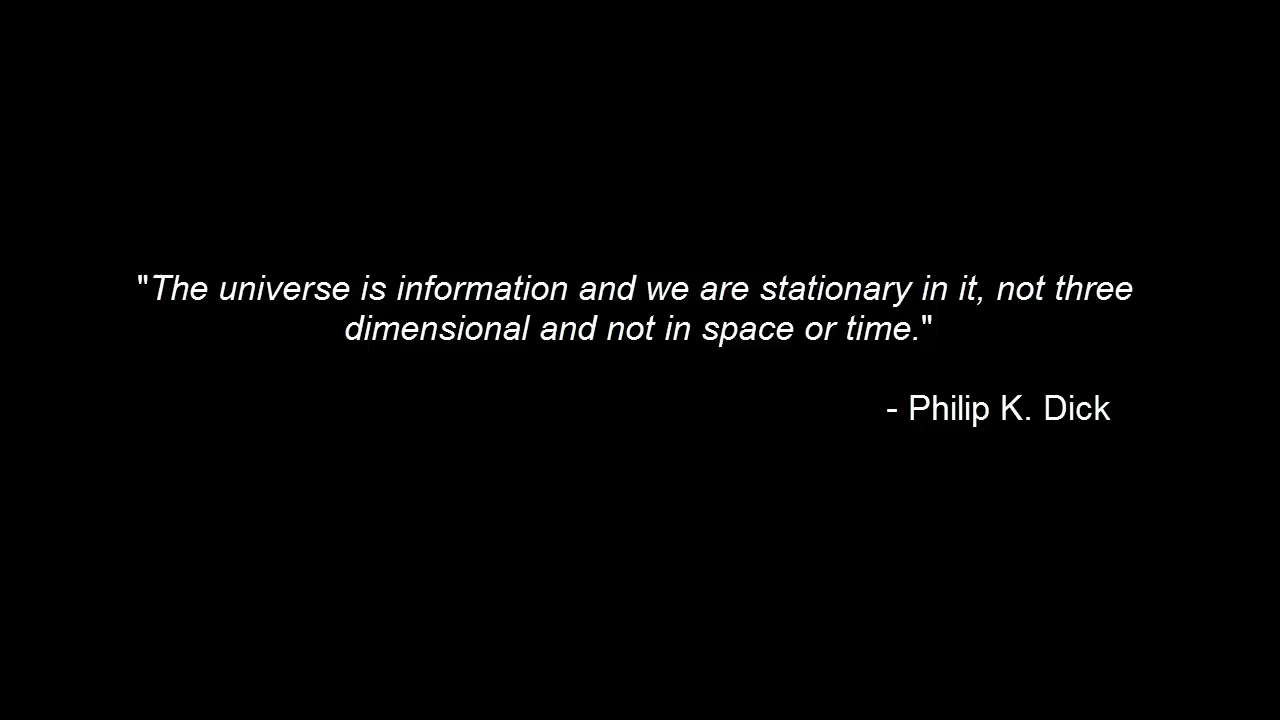 "The universe is information and we are stationary in it, not three
dimensional and not in space or time."
- Philip K. Dick